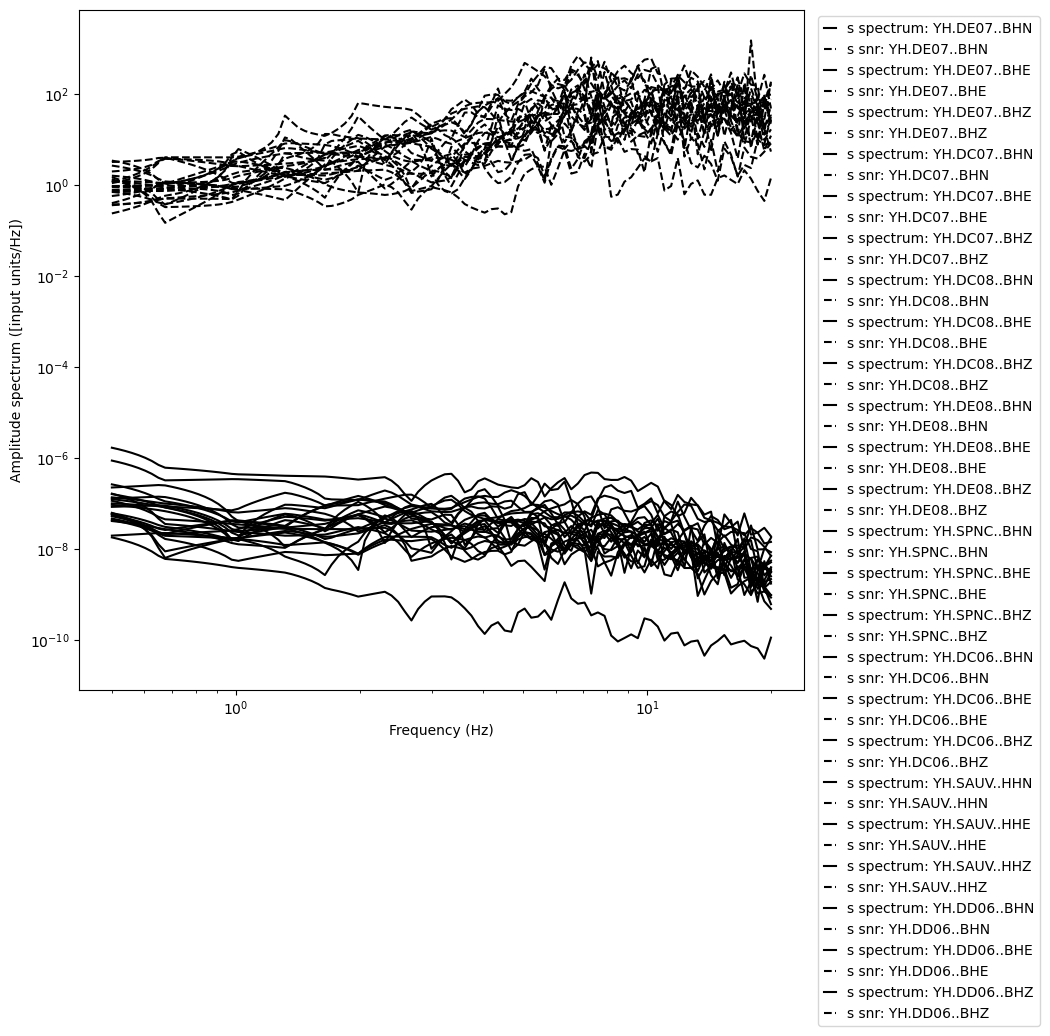 10^2
10^0
10^-2
10^-4
10^-6
10^-8
10^-10
Amplitude spectrum ([input units/Hz])
10^0
10^1
Frequency (Hz)
s spectrum: YH.DE07..BHN
s snr: YH.DE07..BHN
s spectrum: YH.DE07..BHE
s snr: YH.DE07..BHE
s spectrum: YH.DE07..BHZ
s snr: YH.DE07..BHZ
s spectrum: YH.DC07..BHN
s snr: YH.DC07..BHN
s spectrum: YH.DC07..BHE
s snr: YH.DC07..BHE
s spectrum: YH.DC07..BHZ
s snr: YH.DC07..BHZ
s spectrum: YH.DC08..BHN
s snr: YH.DC08..BHN
s spectrum: YH.DC08..BHE
s snr: YH.DC08..BHE
s spectrum: YH.DC08..BHZ
s snr: YH.DC08..BHZ
s spectrum: YH.DE08..BHN
s snr: YH.DE08..BHN
s spectrum: YH.DE08..BHE
s snr: YH.DE08..BHE
s spectrum: YH.DE08..BHZ
s snr: YH.DE08..BHZ
s spectrum: YH.SPNC..BHN
s snr: YH.SPNC..BHN
s spectrum: YH.SPNC..BHE
s snr: YH.SPNC..BHE
s spectrum: YH.SPNC..BHZ
s snr: YH.SPNC..BHZ
s spectrum: YH.DC06..BHN
s snr: YH.DC06..BHN
s spectrum: YH.DC06..BHE
s snr: YH.DC06..BHE
s spectrum: YH.DC06..BHZ
s snr: YH.DC06..BHZ
s spectrum: YH.SAUV..HHN
s snr: YH.SAUV..HHN
s spectrum: YH.SAUV..HHE
s snr: YH.SAUV..HHE
s spectrum: YH.SAUV..HHZ
s snr: YH.SAUV..HHZ
s spectrum: YH.DD06..BHN
s snr: YH.DD06..BHN
s spectrum: YH.DD06..BHE
s snr: YH.DD06..BHE
s spectrum: YH.DD06..BHZ
s snr: YH.DD06..BHZ